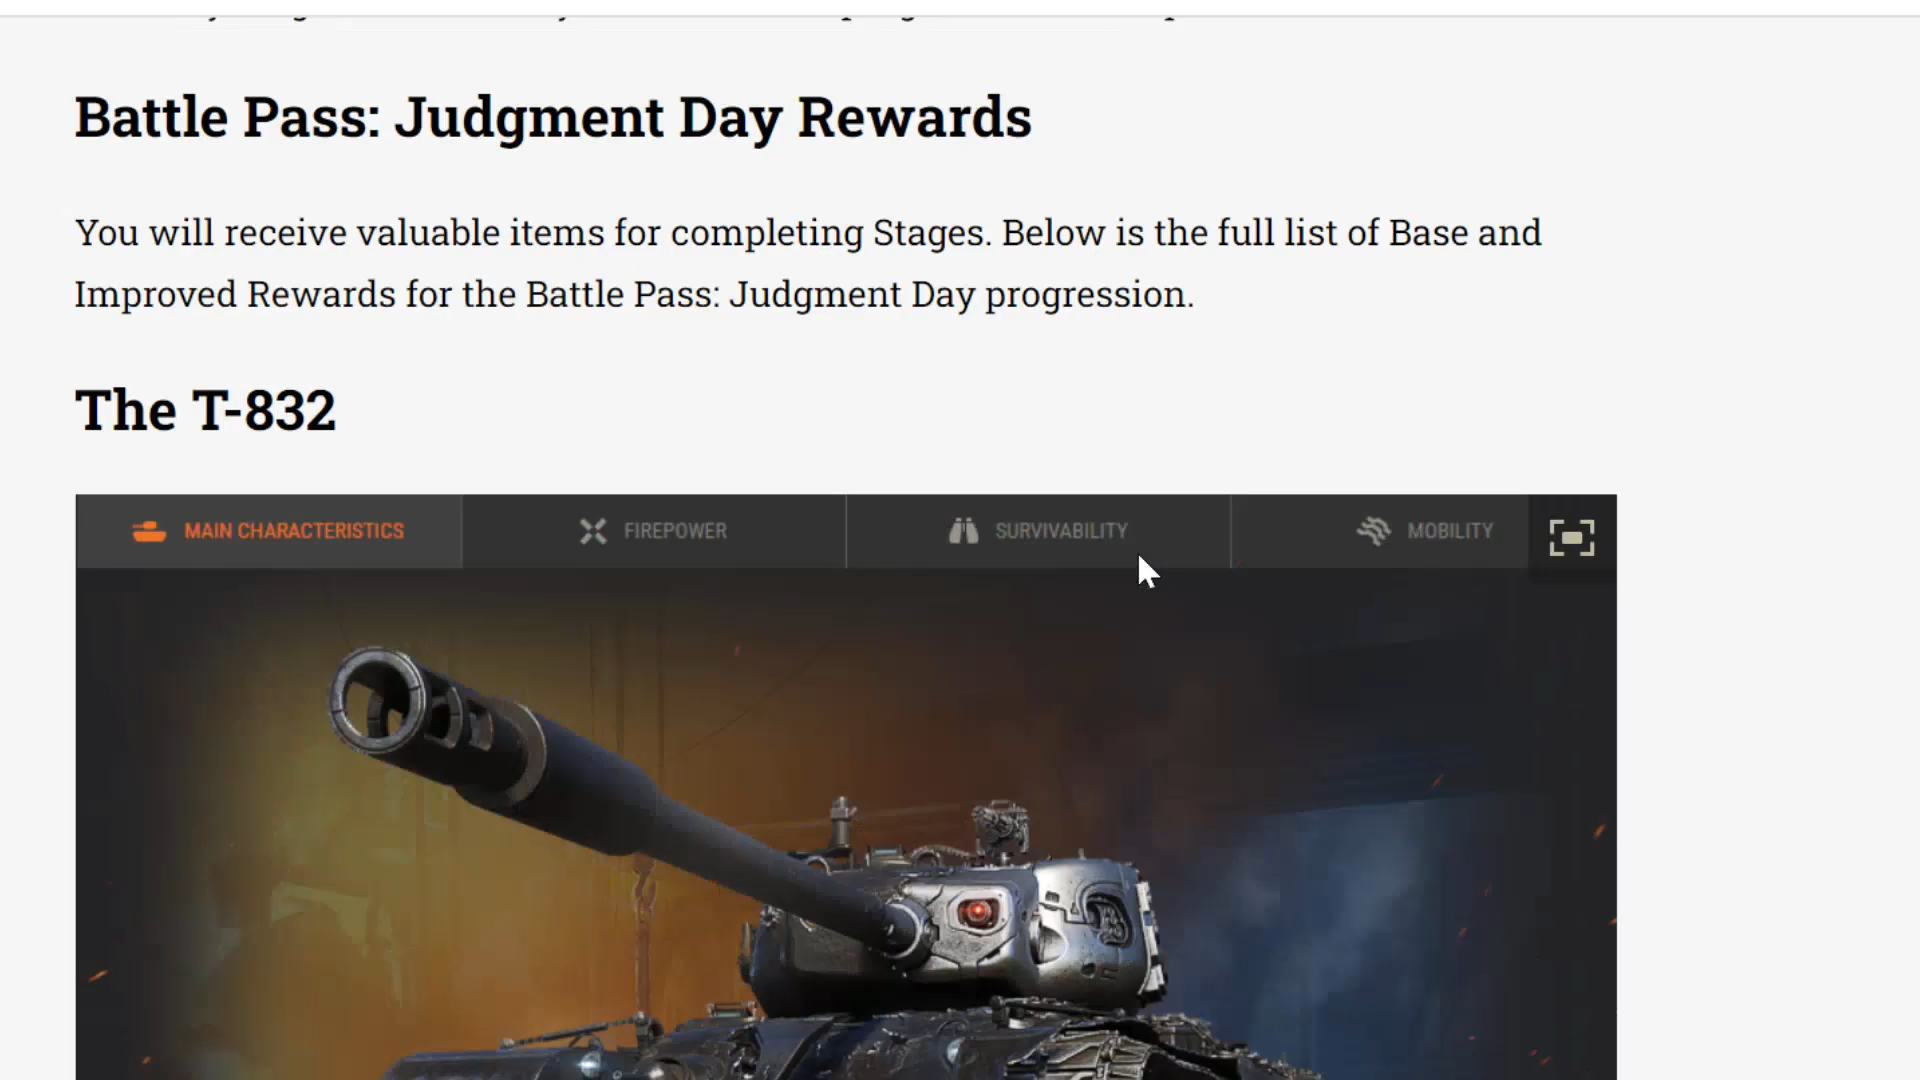 Battle Pass: Judgment Day Rewards
You will receive valuable items for completing Stages. Below is the full list of Base and
Improved Rewards for the Battle Pass: Judgment Day progression.
The T-832
MAIN CHARACTERISTICS
FIREPOWER
SURVIVABILITY
MOBILITY